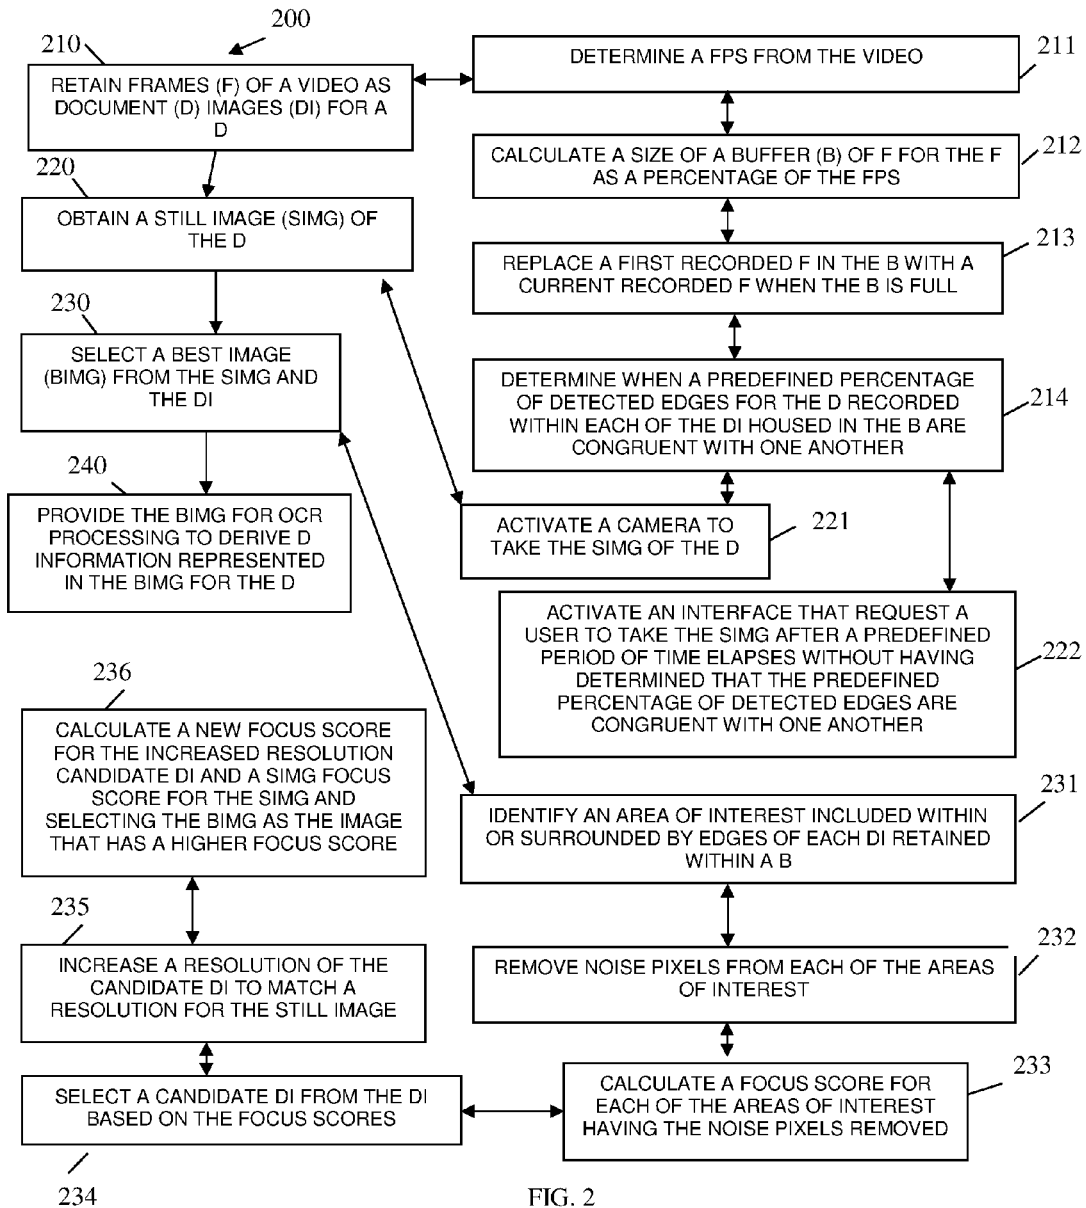 200
210
RETAIN FRAMES (F) OF A VIDEO AS
DOCUMENT (D) IMAGES (DI) FOR A
D
220
OBTAIN A STILL IMAGE (SIMG) OF
THE D
230
SELECT A BEST IMAGE
(BIMG) FROM THE SIMG AND
THE DI
240
PROVIDE THE BIMG FOR OCR
PROCESSING TO DERIVE D
INFORMATION REPRESENTED
IN THE BIMG FOR THE D
211
DETERMINE A FPS FROM THE VIDEO
212
CALCULATE A SIZE OF A BUFFER (B) OF F FOR THE F
AS A PERCENTAGE OF THE FPS
213
REPLACE A FIRST RECORDED F IN THE B WITH A
CURRENT RECORDED F WHEN THE B IS FULL
214
DETERMINE WHEN A PREDEFINED PERCENTAGE
OF DETECTED EDGES FOR THE D RECORDED
WITHIN EACH OF THE DI HOUSED IN THE B ARE
CONGRUENT WITH ONE ANOTHER
221
ACTIVATE A CAMERA TO
TAKE THE SIMG OF THE D
222
ACTIVATE AN INTERFACE THAT REQUEST A
USER TO TAKE THE SIMG AFTER A PREDEFINED
PERIOD OF TIME ELAPSES WITHOUT HAVING
DETERMINED THAT THE PREDEFINED
PERCENTAGE OF DETECTED EDGES ARE
CONGRUENT WITH ONE ANOTHER
231
IDENTIFY AN AREA OF INTEREST INCLUDED WITHIN
OR SURROUNDED BY EDGES OF EACH DI RETAINED
WITHIN A B
232
REMOVE NOISE PIXELS FROM EACH OF THE AREAS
OF INTEREST
233
CALCULATE A FOCUS SCORE FOR
EACH OF THE AREAS OF INTEREST
HAVING THE NOISE PIXELS REMOVED
236
CALCULATE A NEW FOCUS SCORE
FOR THE INCREASED RESOLUTION
CANDIDATE DI AND A SIMG FOCUS
SCORE FOR THE SIMG AND
SELECTING THE BIMG AS THE IMAGE
THAT HAS A HIGHER FOCUS SCORE
235
INCREASE A RESOLUTION OF THE
CANDIDATE DI TO MATCH A
RESOLUTION FOR THE STILL IMAGE
SELECT A CANDIDATE DI FROM THE DI
BASED ON THE FOCUS SCORES
234
FIG. 2